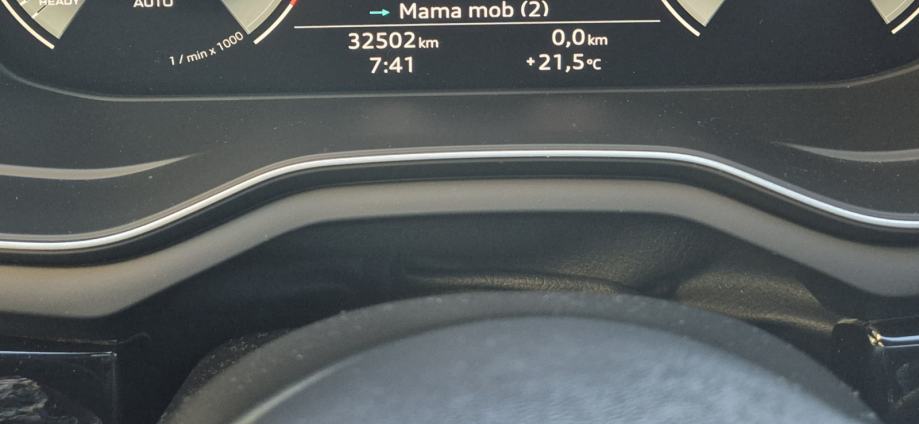 READY
AUTO
→ Mama mob (2)
1 / min x 1000
32502 km 0,0 km
7:41 +21,5°C